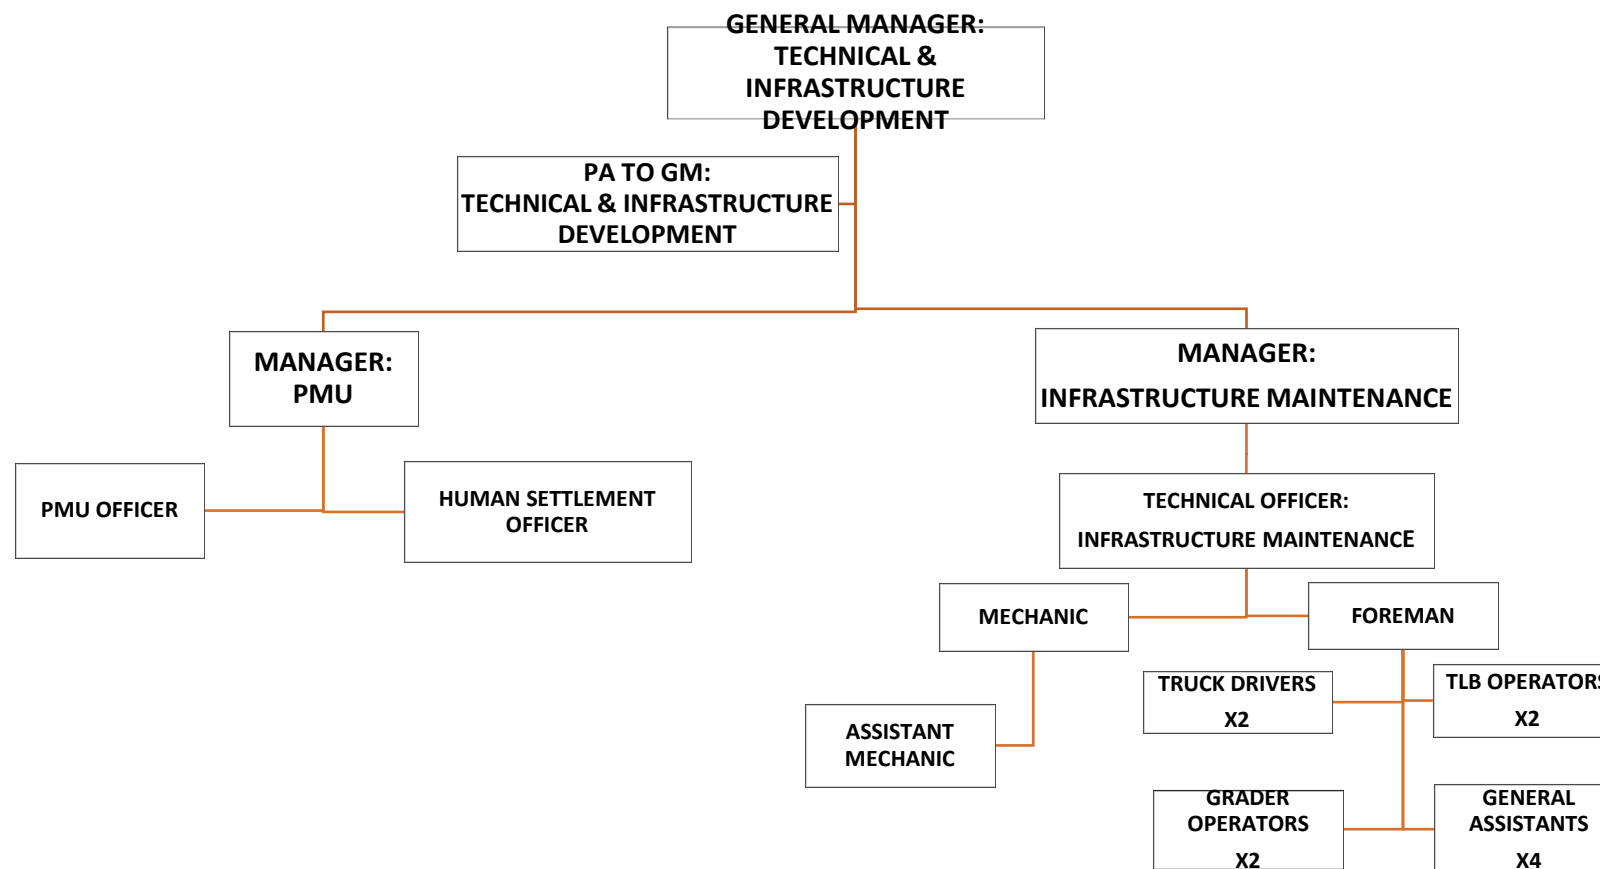 GENERAL MANAGER:
TECHNICAL &
INFRASTRUCTURE
DEVELOPMENT
PA TO GM:
TECHNICAL & INFRASTRUCTURE
DEVELOPMENT
MANAGER:
PMU
MANAGER:
INFRASTRUCTURE MAINTENANCE
PMU OFFICER
HUMAN SETTLEMENT
OFFICER
TECHNICAL OFFICER:
INFRASTRUCTURE MAINTENANCE
MECHANIC
FOREMAN
ASSISTANT
MECHANIC
TRUCK DRIVERS
X2
TLB OPERATORS
X2
GRADER
OPERATORS
X2
GENERAL
ASSISTANTS
X4